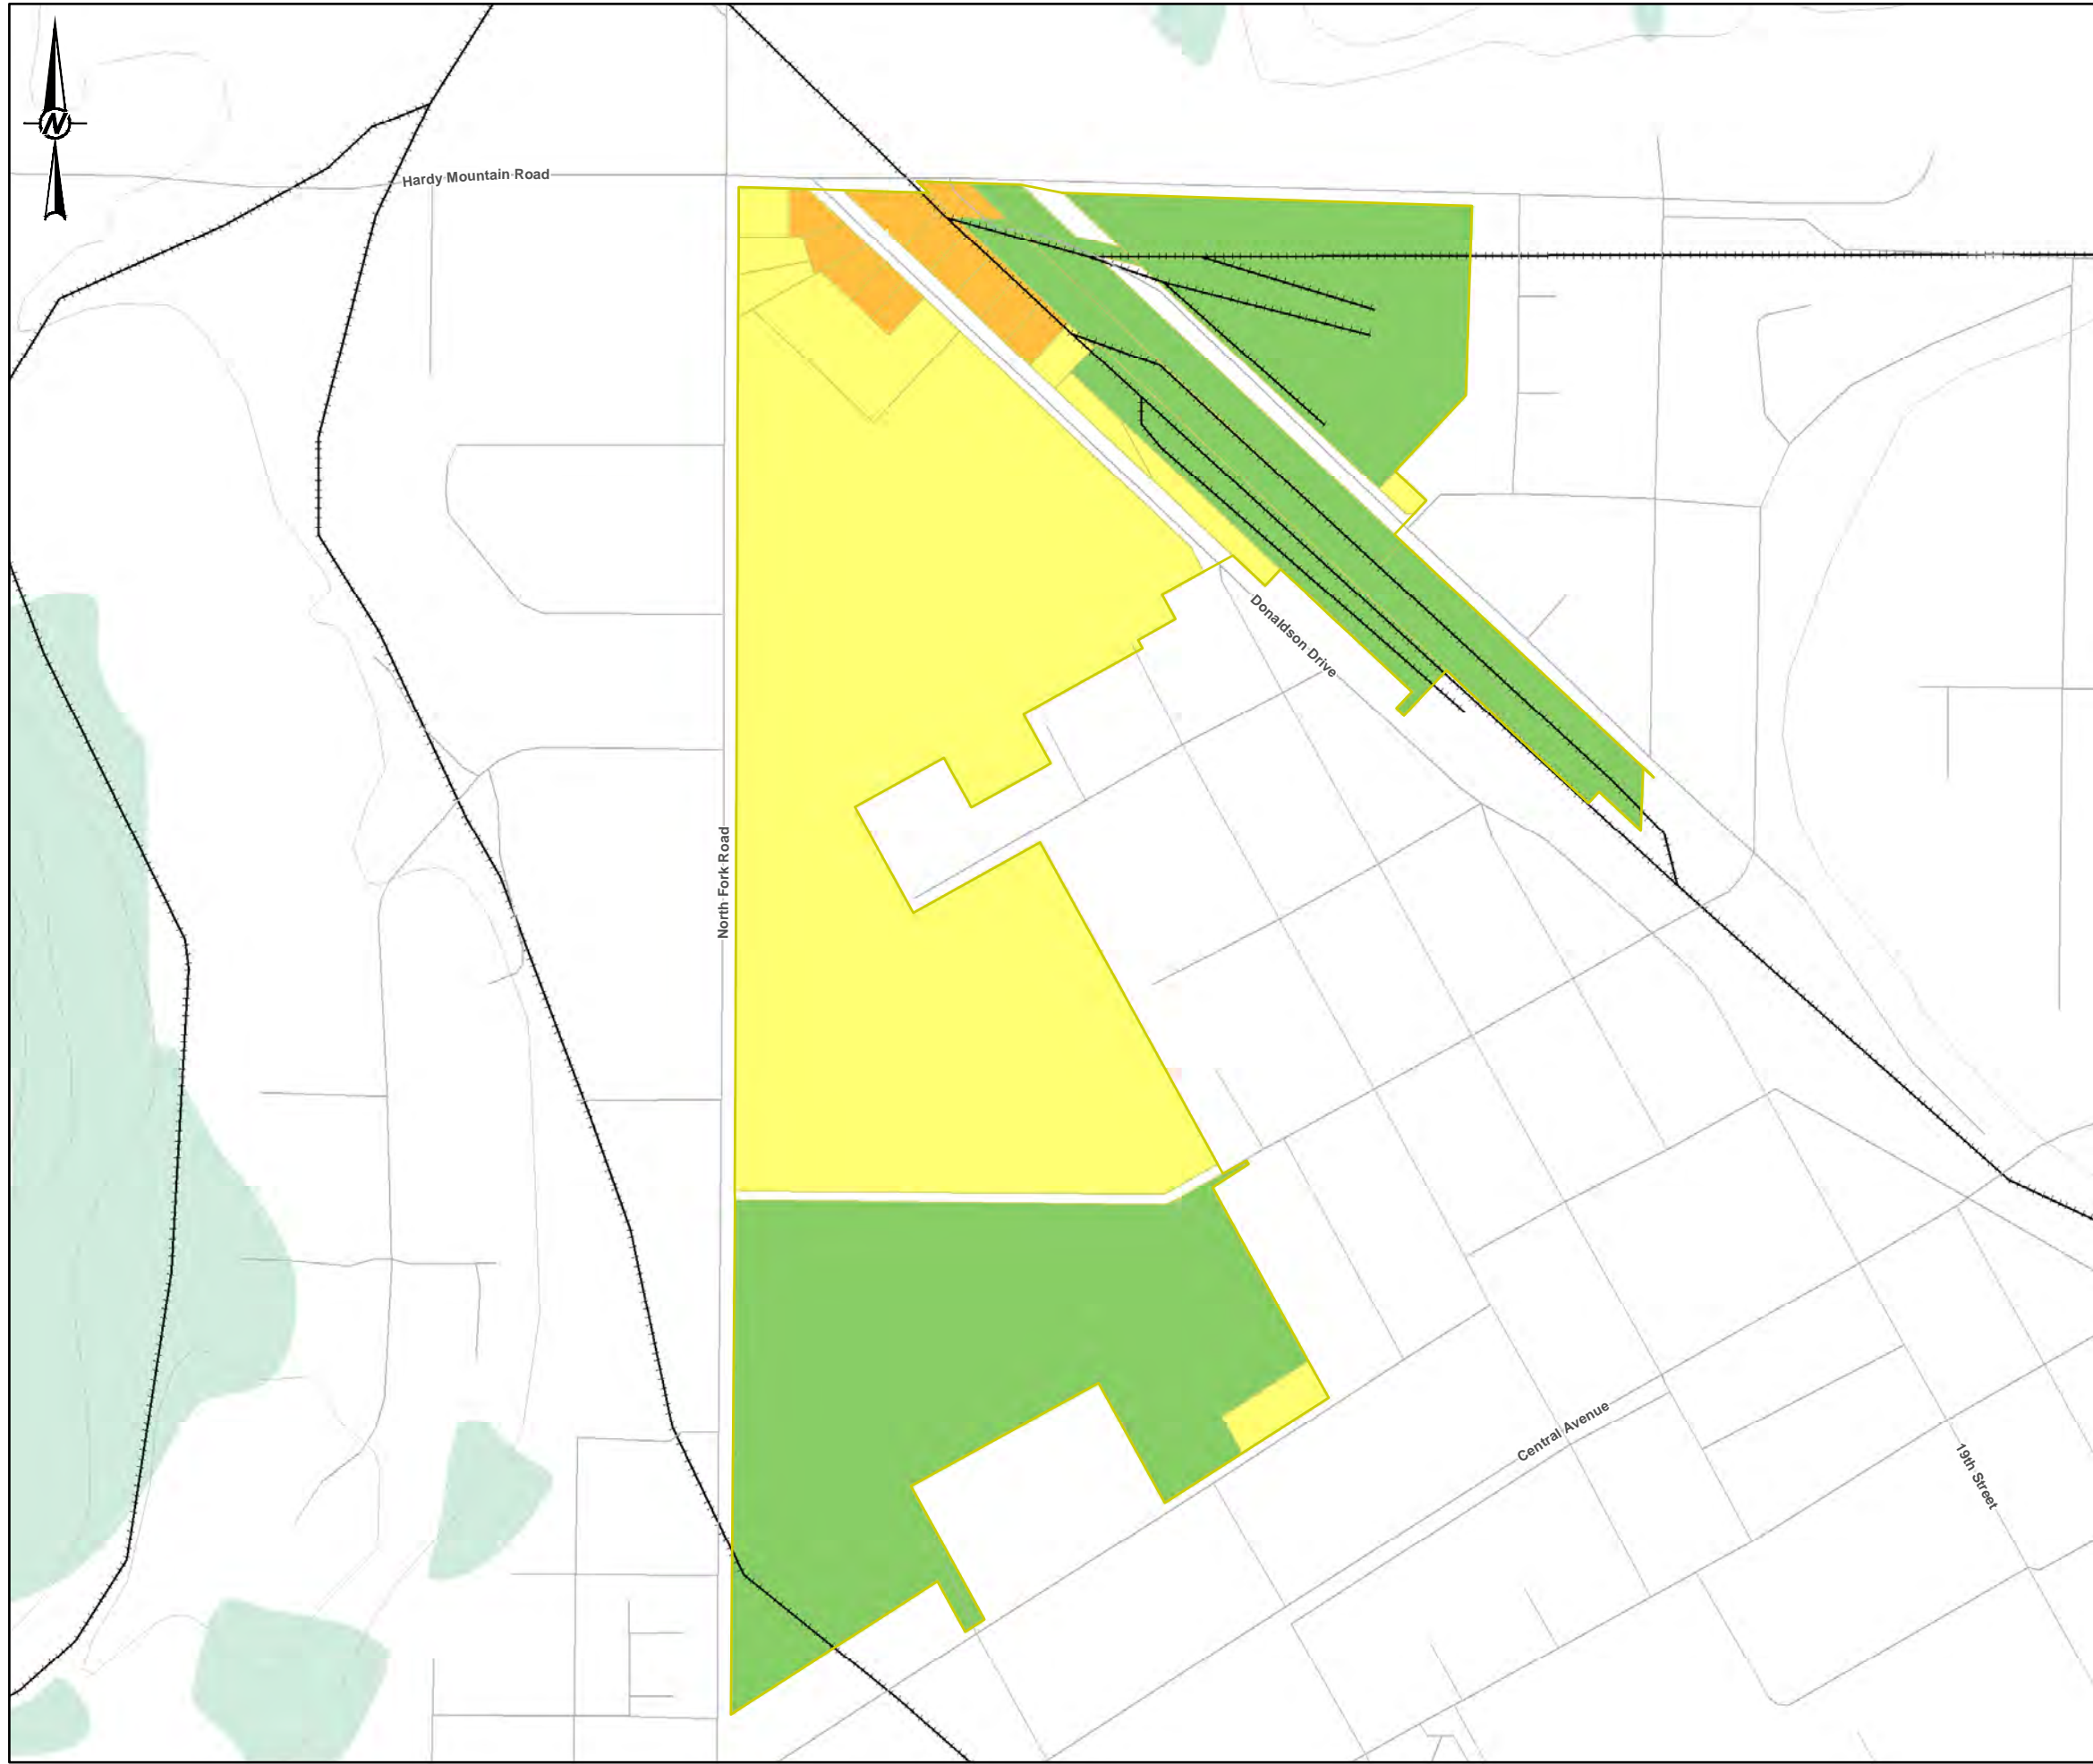 N
Hardy Mountain Road
Donaldson Drive
North Fork Road
Central Avenue
19th Street